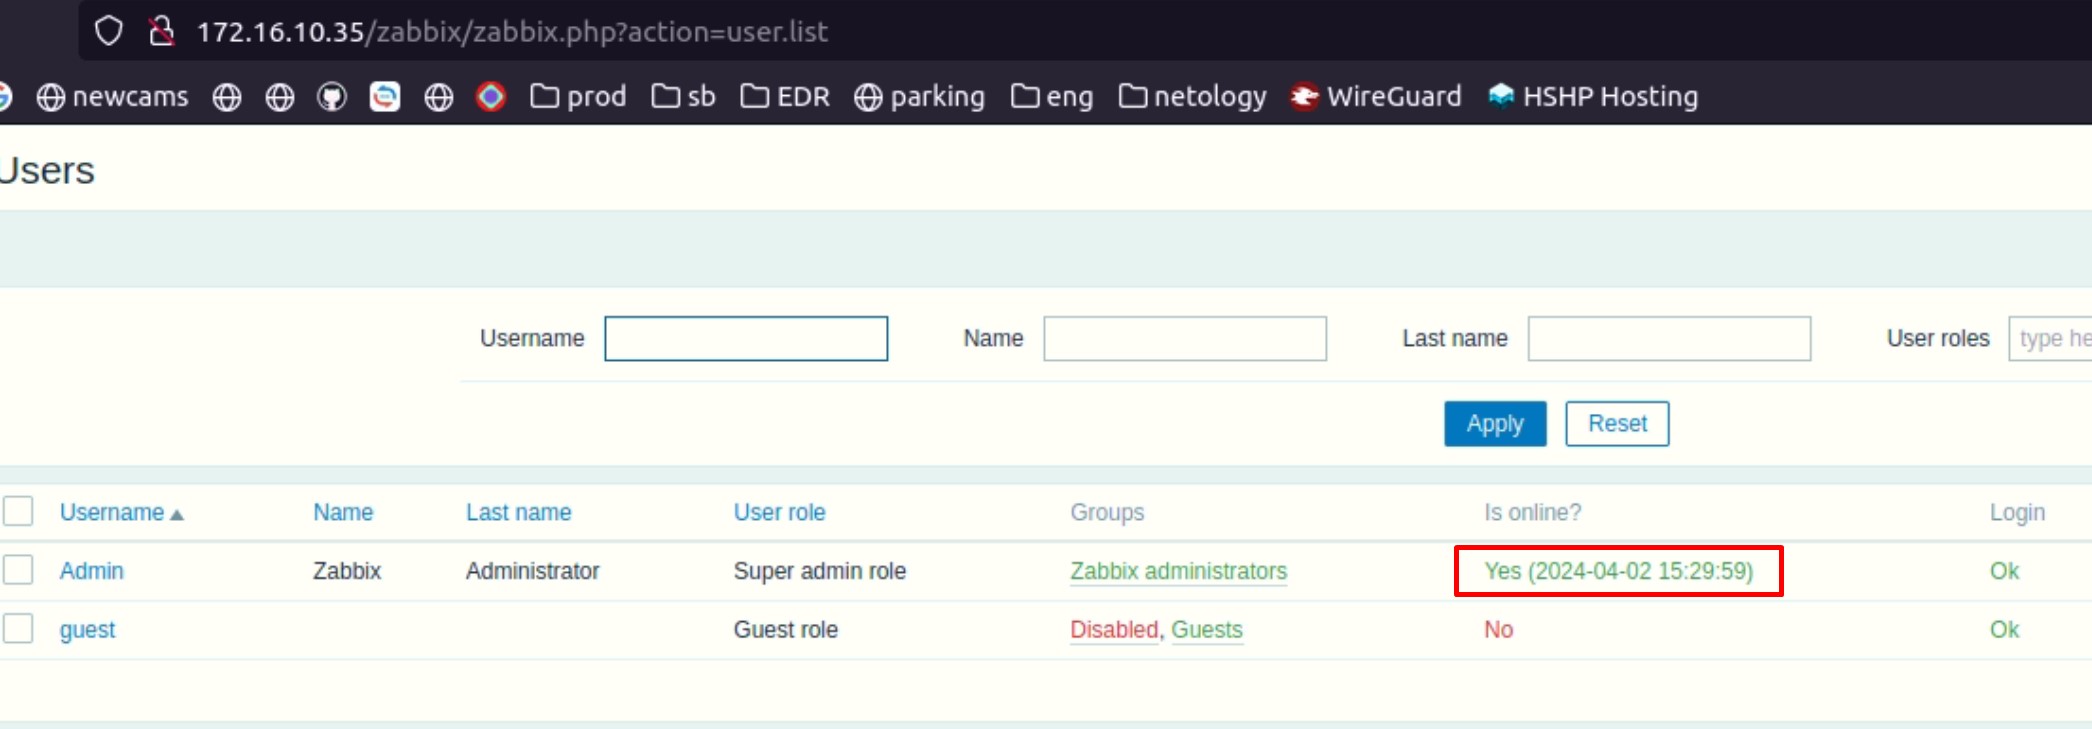 172.16.10.35/zabbix/zabbix.php?action=user.list
newcams prod sb EDR parking eng netology WireGuard HSHP Hosting
Users
Username Name Last name User roles type he
Apply Reset
Username Name Last name User role Groups Is online? Login
Admin Zabbix Administrator Super admin role Zabbix administrators Yes (2024-04-02 15:29:59) Ok
guest Guest role Disabled, Guests No Ok